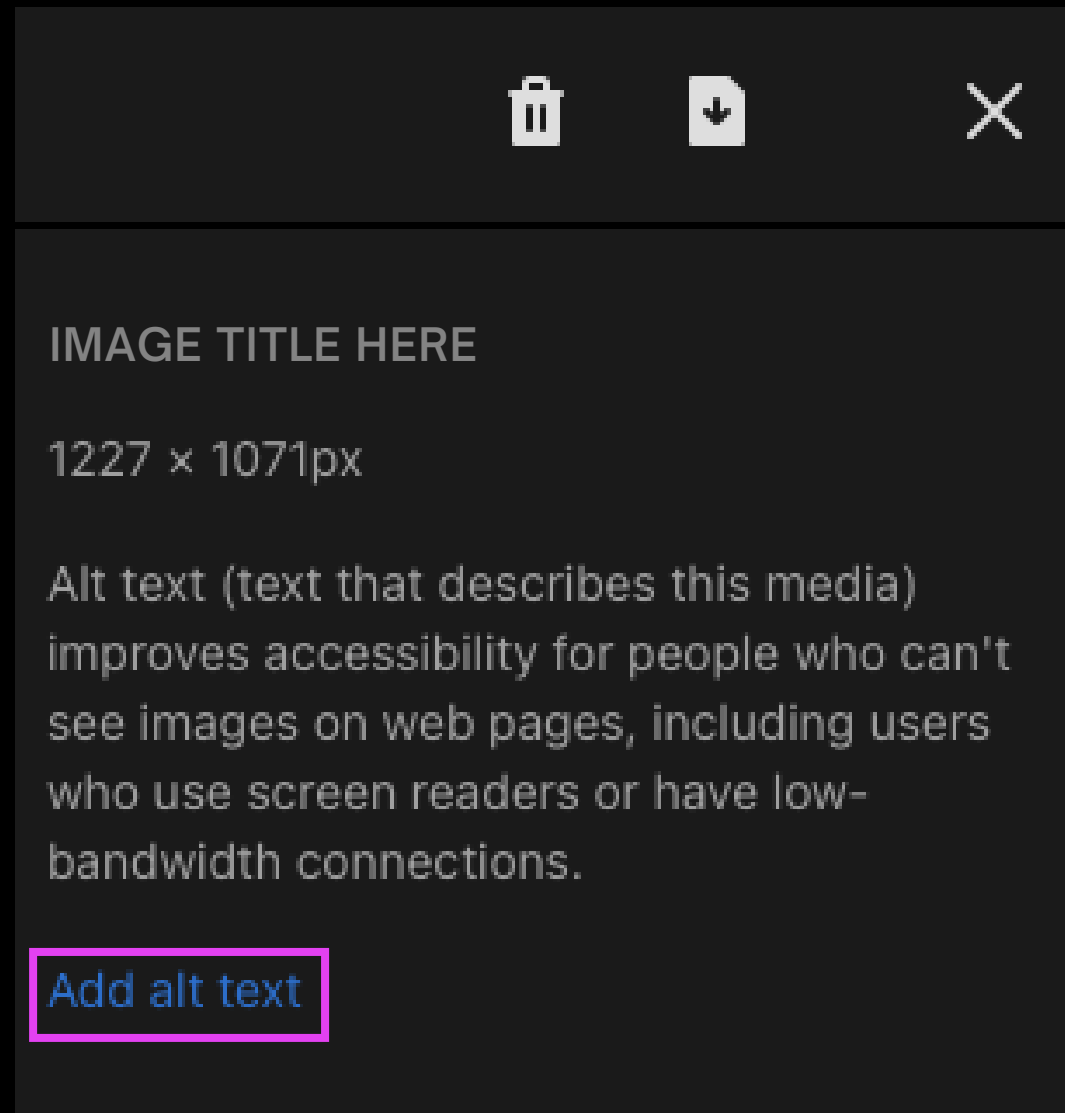 IMAGE TITLE HERE
1227 × 1071px
Alt text (text that describes this media)
improves accessibility for people who can't
see images on web pages, including users
who use screen readers or have low-
bandwidth connections.
Add alt text